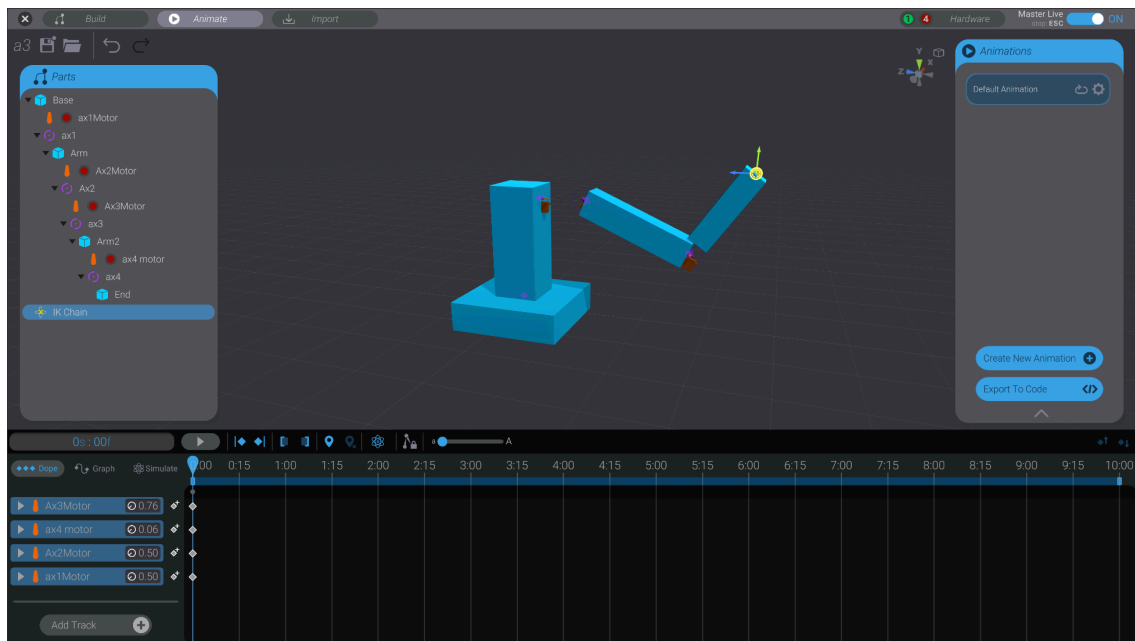 Build
Animate
Import
1
4
Hardware
Master Live
stop: ESC
ON
a3
Parts
Base
ax1Motor
ax1
Arm
Ax2Motor
Ax2
Ax3Motor
ax3
Arm2
ax4 motor
ax4
End
IK Chain
Y
X
Z
Animations
Default Animation
Create New Animation
Export To Code
0s:00f
a
A
Dope
Graph
Simulate
0:15
1:00
1:15
2:00
2:15
3:00
3:15
4:00
4:15
5:00
5:15
6:00
6:15
7:00
7:15
8:00
8:15
9:00
9:15
10:00
Ax3Motor 0.76
ax4 motor 0.06
Ax2Motor 0.50
ax1Motor 0.50
Add Track